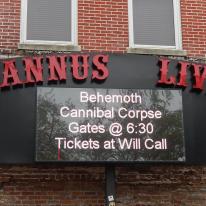 ANNUS LIV
Behemoth
Cannibal Corpse
Gates @ 6:30
Tickets at Will Call